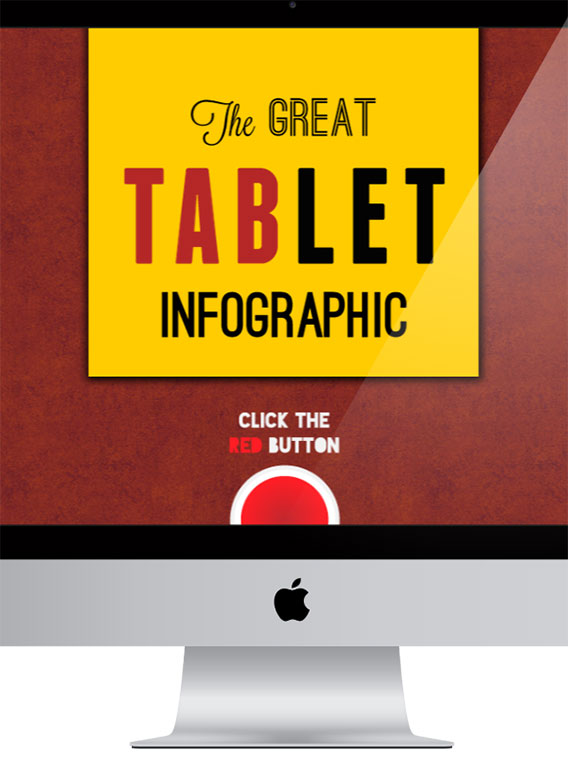 The GREAT
TABLET
INFOGRAPHIC
CLICK THE
RED BUTTON